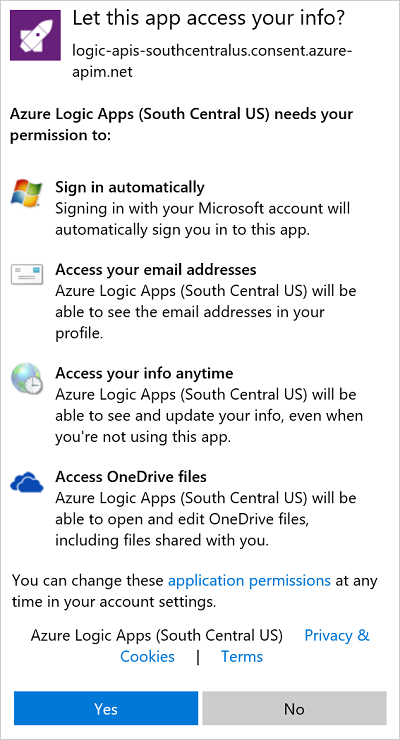 Let this app access your info?
logic-apis-southcentralus.consent.azure-
apim.net
Azure Logic Apps (South Central US) needs your
permission to:
Sign in automatically
Signing in with your Microsoft account will
automatically sign you in to this app.
Access your email addresses
Azure Logic Apps (South Central US) will be
able to see the email addresses in your
profile.
Access your info anytime
Azure Logic Apps (South Central US) will be
able to see and update your info, even when
you're not using this app.
Access OneDrive files
Azure Logic Apps (South Central US) will be
able to open and edit OneDrive files,
including files shared with you.
You can change these application permissions at any
time in your account settings.
Azure Logic Apps (South Central US) Privacy &
Cookies | Terms
Yes No